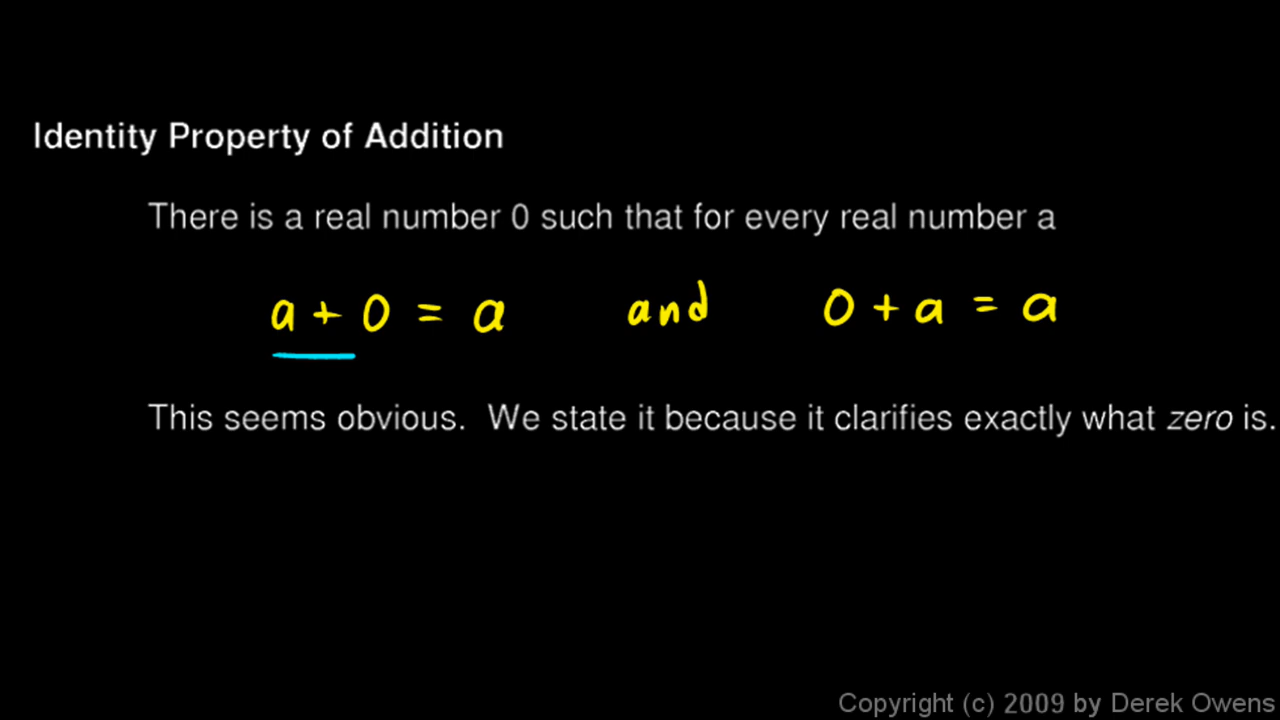 Identity Property of Addition
There is a real number 0 such that for every real number a
a + 0 = a and 0 + a = a
This seems obvious. We state it because it clarifies exactly what zero is.
Copyright (c) 2009 by Derek Owens